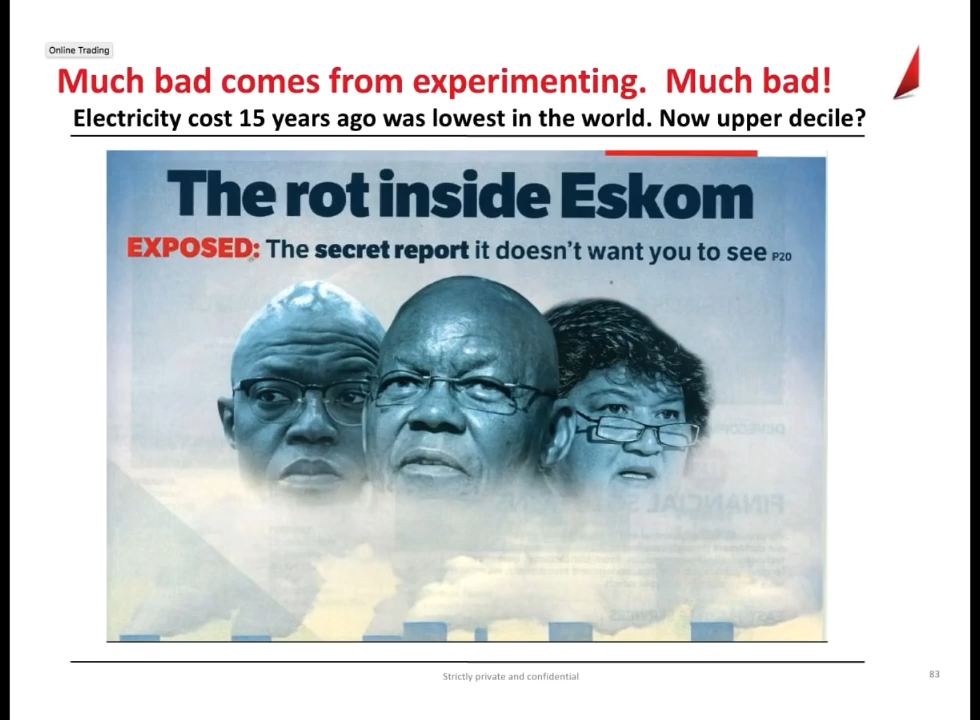 Online Trading
Much bad comes from experimenting.  Much bad!
Electricity cost 15 years ago was lowest in the world. Now upper decile?
The rot inside Eskom
EXPOSED: The secret report it doesn't want you to see P20
FINANCIAL
Strictly private and confidential
83